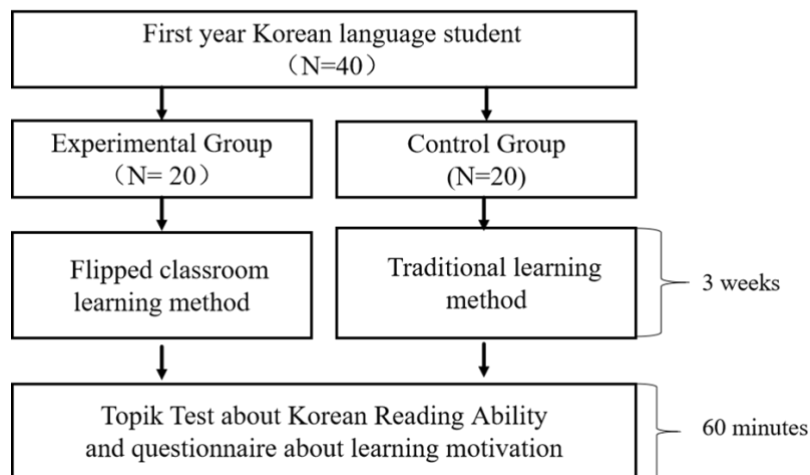 First year Korean language student
（N=40）
Experimental Group
（N= 20）
Control Group
(N=20)
Flipped classroom
learning method
Traditional learning
method
3 weeks
Topik Test about Korean Reading Ability
and questionnaire about learning motivation
60 minutes